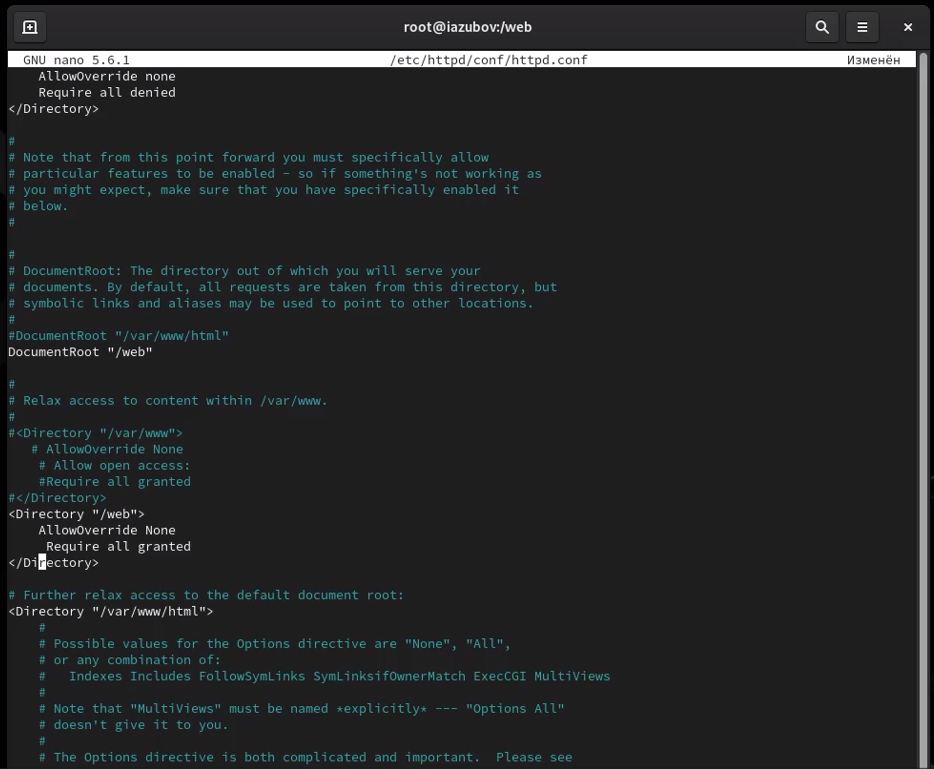 root@iazubov:/web
GNU nano 5.6.1 /etc/httpd/conf/httpd.conf Изменён
    AllowOverride none
    Require all denied
</Directory>
#
# Note that from this point forward you must specifically allow
# particular features to be enabled - so if something's not working as
# you might expect, make sure that you have specifically enabled it
# below.
#
#
# DocumentRoot: The directory out of which you will serve your
# documents. By default, all requests are taken from this directory, but
# symbolic links and aliases may be used to point to other locations.
#
#DocumentRoot "/var/www/html"
DocumentRoot "/web"
#
# Relax access to content within /var/www.
#
#<Directory "/var/www">
   # AllowOverride None
    # Allow open access:
    #Require all granted
#</Directory>
<Directory "/web">
    AllowOverride None
     Require all granted
</Directory>
# Further relax access to the default document root:
<Directory "/var/www/html">
    #
    # Possible values for the Options directive are "None", "All",
    # or any combination of:
    #   Indexes Includes FollowSymLinks SymLinksifOwnerMatch ExecCGI MultiViews
    #
    # Note that "MultiViews" must be named *explicitly* --- "Options All"
    # doesn't give it to you.
    #
    # The Options directive is both complicated and important.  Please see